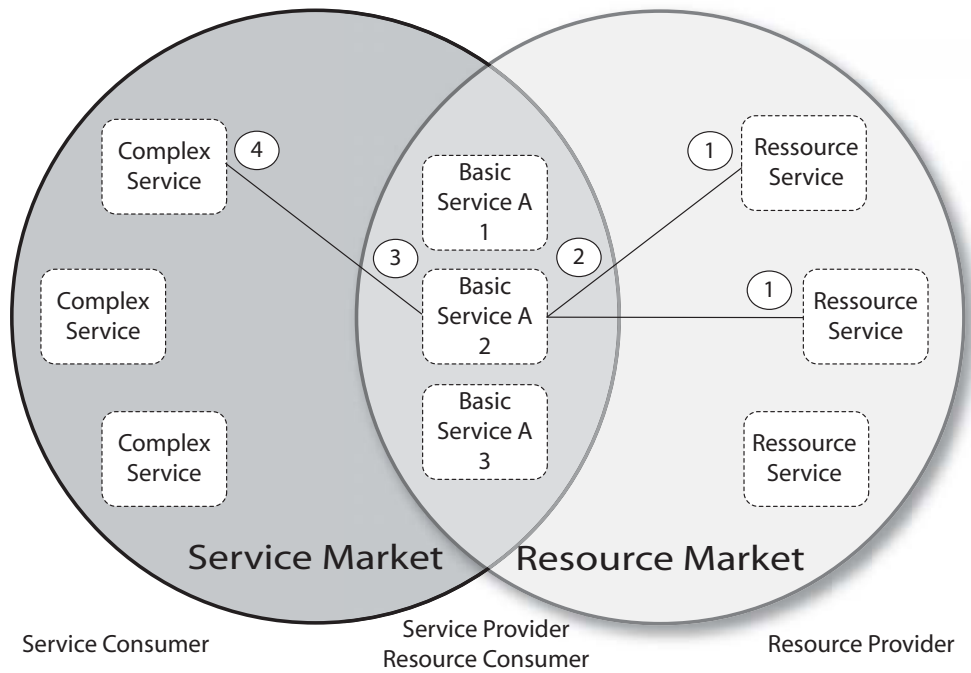 Complex
Service
4
Complex
Service
Complex
Service
3
Basic
Service A
1
Basic
Service A
2
Basic
Service A
3
2
1
Ressource
Service
1
Ressource
Service
Ressource
Service
Service Market
Resource Market
Service Consumer
Service Provider
Resource Consumer
Resource Provider